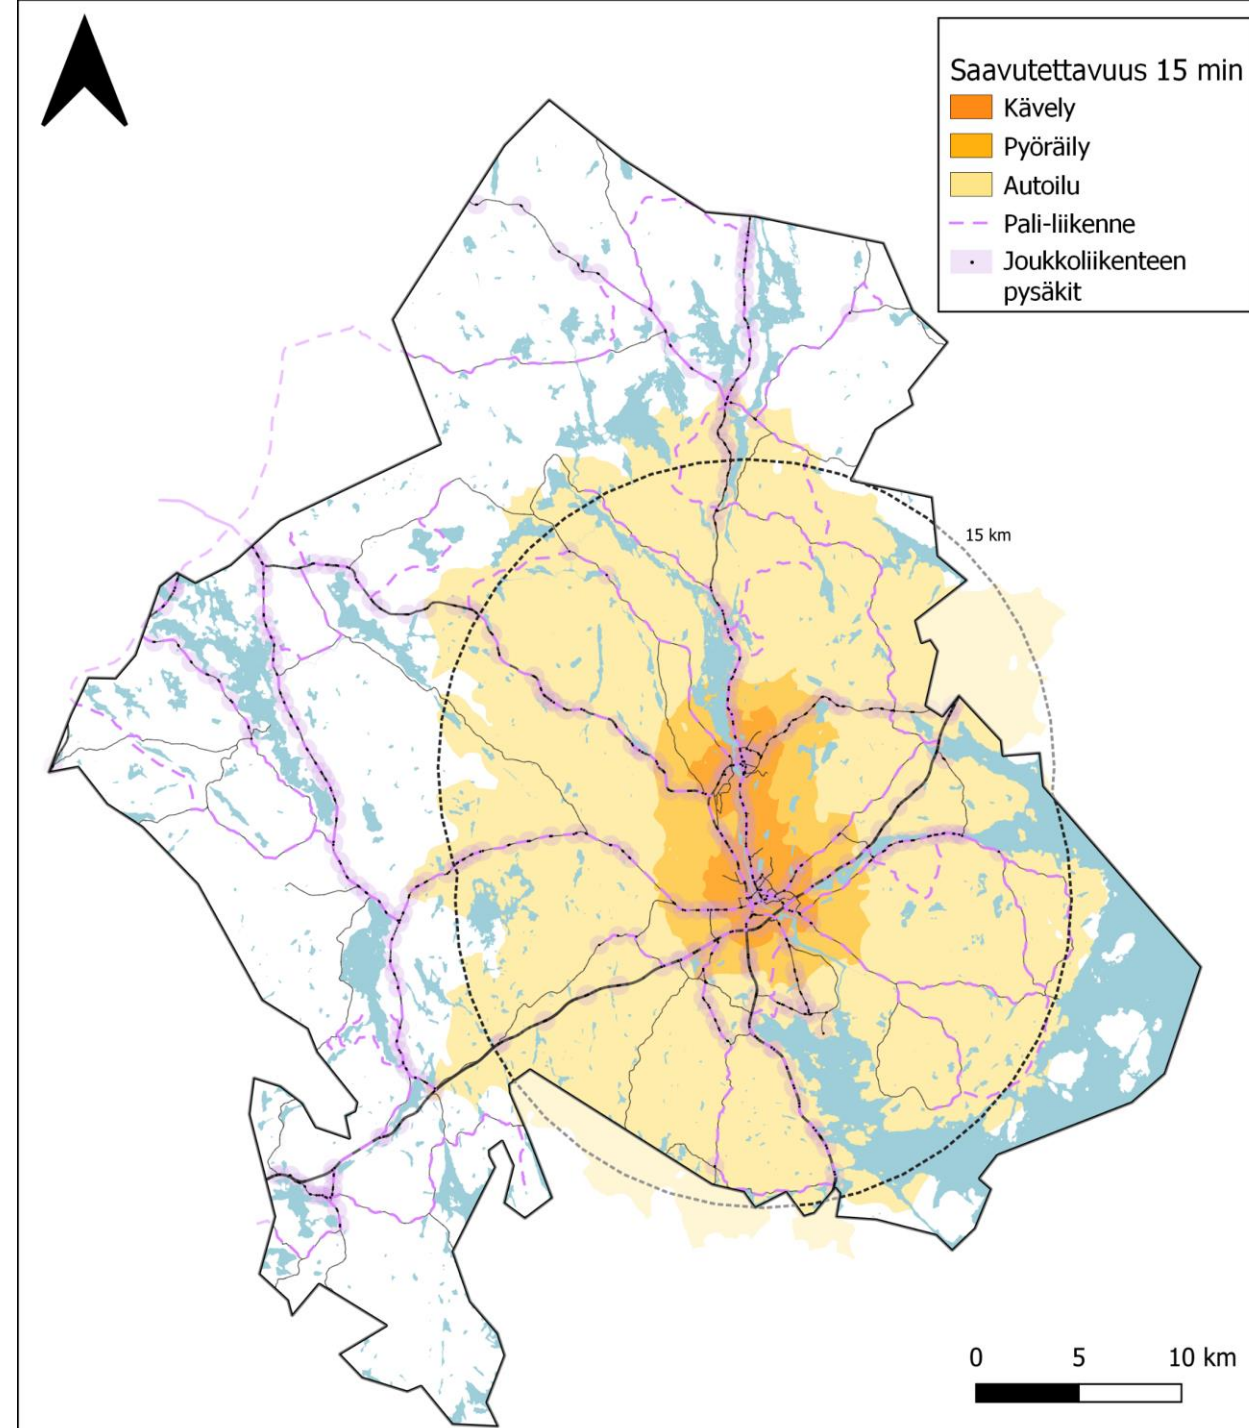 Saavutettavuus 15 min
Kävely
Pyöräily
Autoilu
Pali-liikenne
Joukkoliikenteen
pysäkit
15 km
0 5 10 km